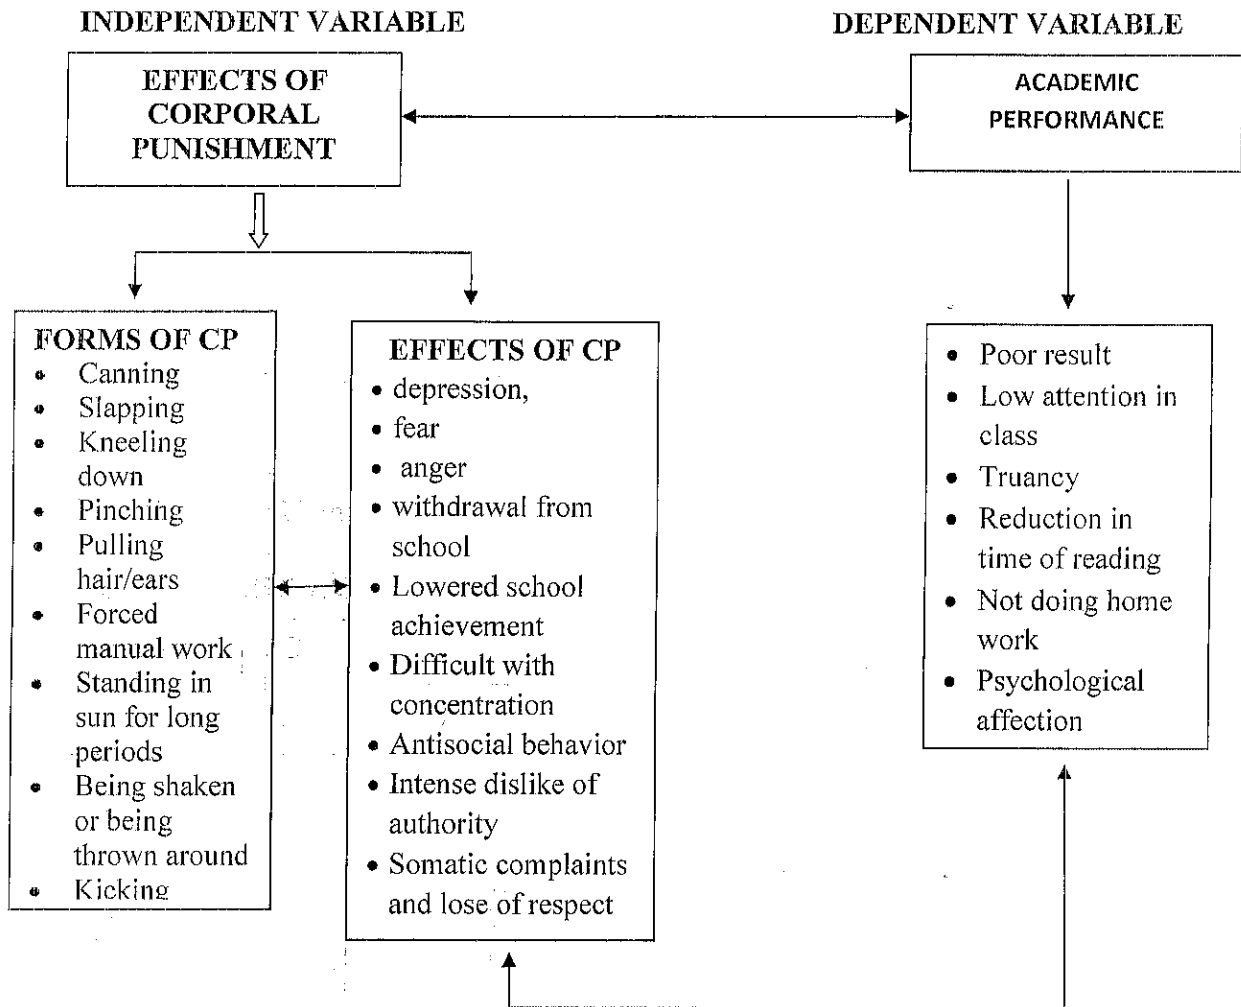 INDEPENDENT VARIABLE
DEPENDENT VARIABLE
EFFECTS OF
CORPORAL
PUNISHMENT
ACADEMIC
PERFORMANCE
FORMS OF CP
• Canning
• Slapping
• Kneeling
down
• Pinching
• Pulling
hair/ears
• Forced
manual work
• Standing in
sun for long
periods
• Being shaken
or being
thrown around
• Kicking
EFFECTS OF CP
• depression,
• fear
• anger
• withdrawal from
school
• Lowered school
achievement
• Difficult with
concentration
• Antisocial behavior
• Intense dislike of
authority
• Somatic complaints
and lose of respect
• Poor result
• Low attention in
class
• Truancy
• Reduction in
time of reading
• Not doing home
work
• Psychological
affection